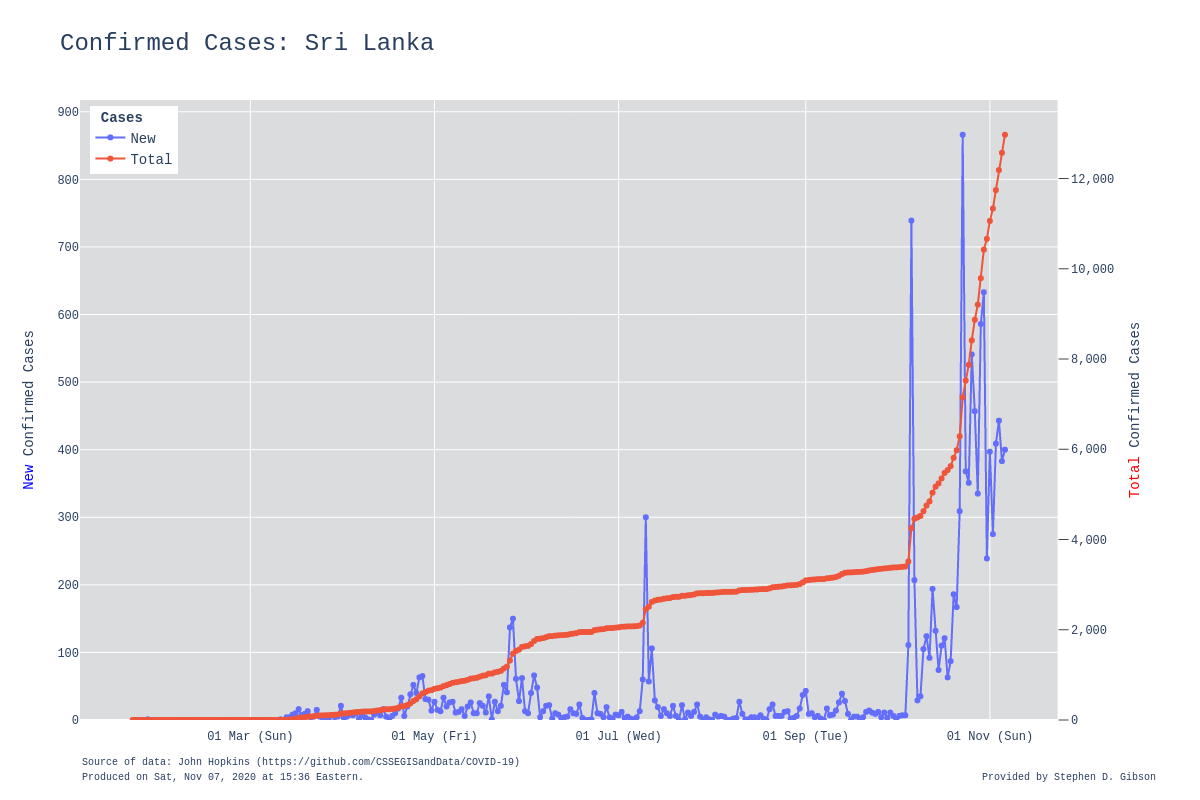 Confirmed Cases: Sri Lanka
Cases
New
Total
900
800
700
600
500
400
300
200
100
0
New Confirmed Cases
12,000
10,000
8,000
6,000
4,000
2,000
0
Total Confirmed Cases
01 Mar (Sun)
01 May (Fri)
01 Jul (Wed)
01 Sep (Tue)
01 Nov (Sun)
Source of data: John Hopkins (https://github.com/CSSEGISandData/COVID-19)
Produced on Sat, Nov 07, 2020 at 15:36 Eastern.
Provided by Stephen D. Gibson